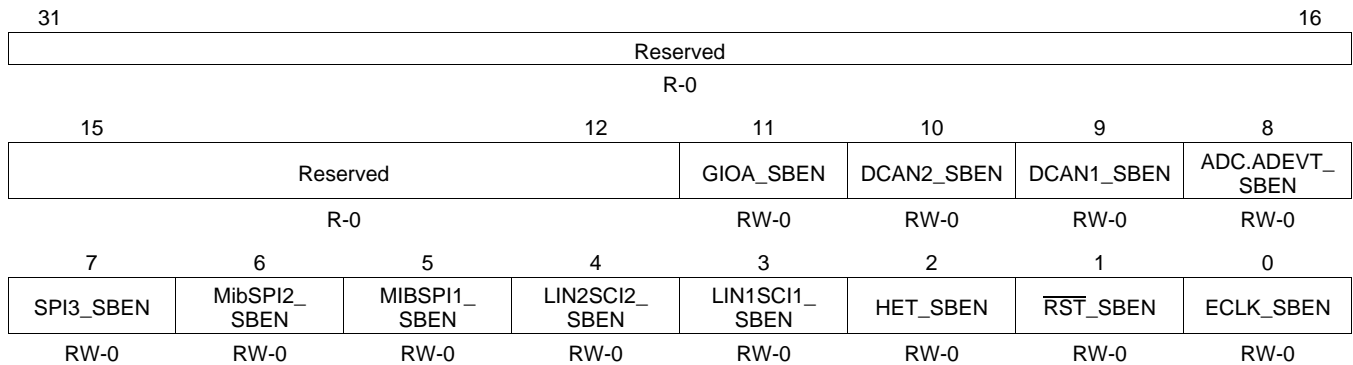 31 16
Reserved
R-0
15 12 11 10 9 8
Reserved GIOA_SBEN DCAN2_SBEN DCAN1_SBEN ADC.ADEVT_
SBEN
R-0 RW-0 RW-0 RW-0 RW-0
7 6 5 4 3 2 1 0
SPI3_SBEN MibSPI2_ MIBSPI1_ LIN2SCI2_ LIN1SCI1_ HET_SBEN R̅S̅T̅_SBEN ECLK_SBEN
SBEN SBEN SBEN SBEN
RW-0 RW-0 RW-0 RW-0 RW-0 RW-0 RW-0 RW-0